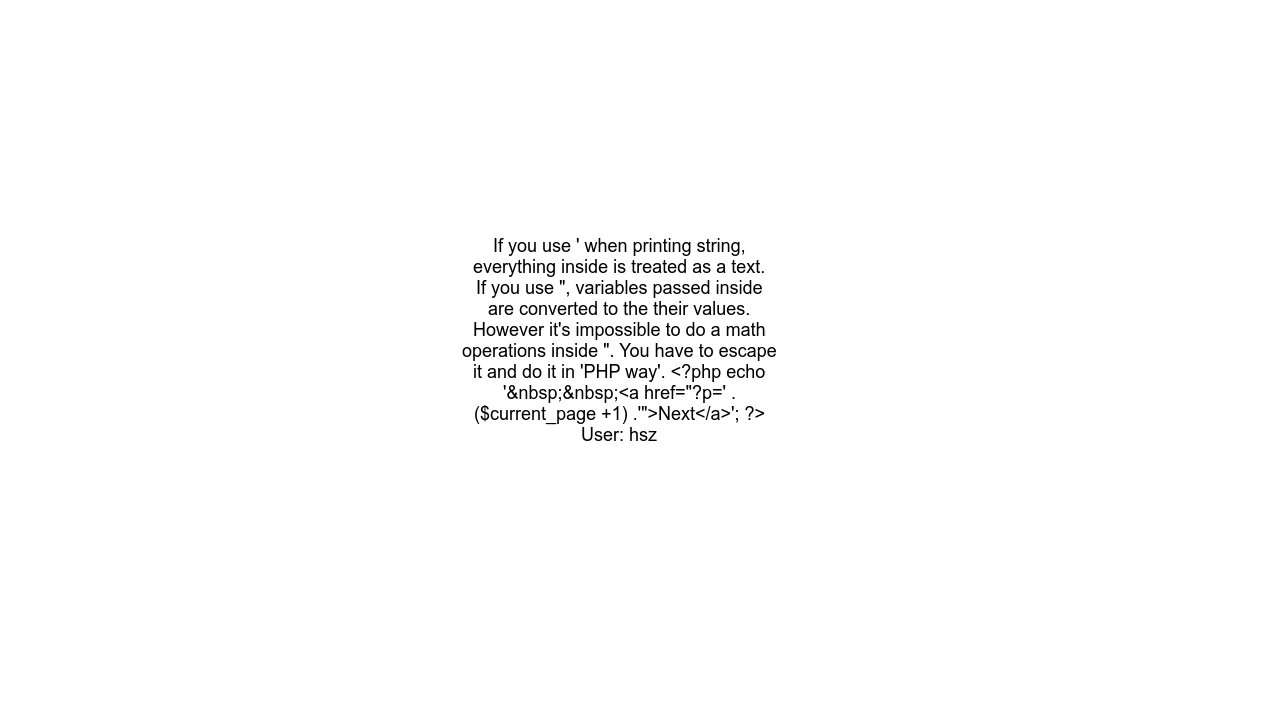 If you use ' when printing string,
everything inside is treated as a text.
If you use ", variables passed inside
are converted to the their values.
However it's impossible to do a math
operations inside ". You have to escape
it and do it in 'PHP way'. <?php echo
'&nbsp;&nbsp;<a href="?p=' .
($current_page +1) .'">Next</a>'; ?>
User: hsz